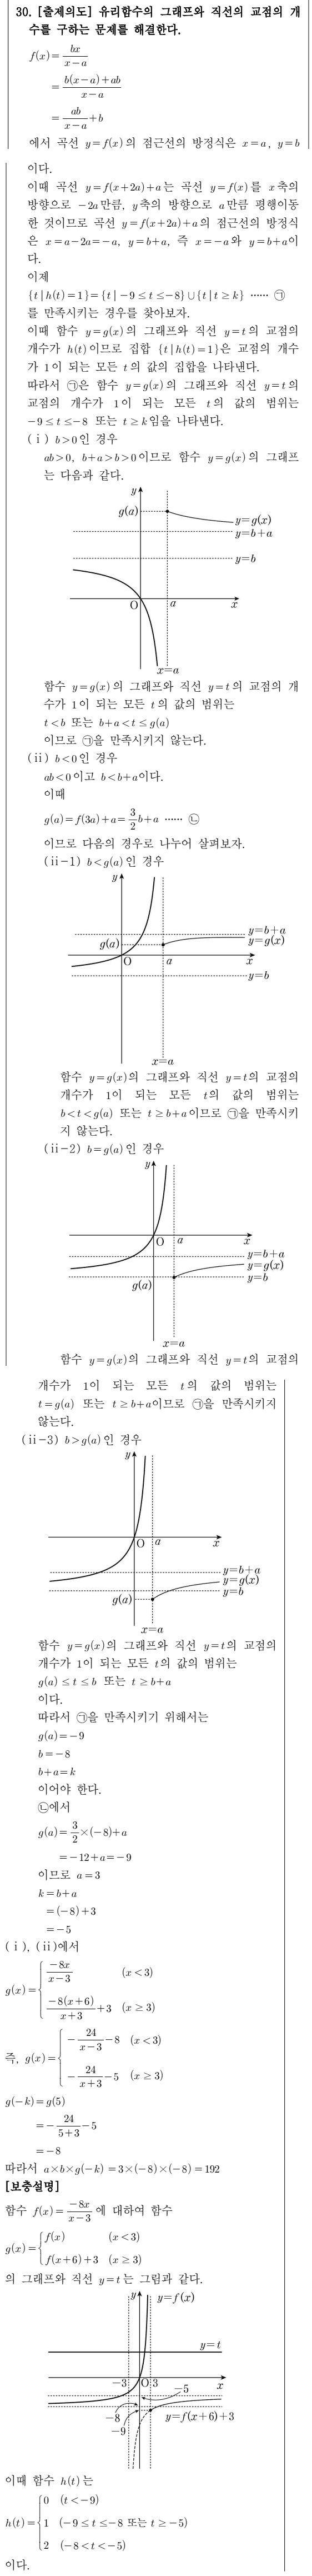 30. [출제의도] 유리함수의 그래프와 직선의 교점의 개
수를 구하는 문제를 해결한다.
f(x)=bx/(x-a)
=(b(x-a)+ab)/(x-a)
=ab/(x-a)+b
에서 곡선 y=f(x)의 점근선의 방정식은 x=a, y=b
이다.
이때 곡선 y=f(x+2a)+a는 곡선 y=f(x)를 x축의
방향으로 -2a만큼, y축의 방향으로 a만큼 평행이동
한 것이므로 곡선 y=f(x+2a)+a의 점근선의 방정식
은 x=a-2a=-a, y=b+a, 즉 x=-a와 y=b+a이
다.
이제
{t|h(t)=1}={t|-9≤t≤-8}∪{t|t≥k} …… ㉠
를 만족시키는 경우를 찾아보자.
이때 함수 y=g(x)의 그래프와 직선 y=t의 교점의
개수가 h(t)이므로 집합 {t|h(t)=1}은 교점의 개수
가 1이 되는 모든 t의 값의 집합을 나타낸다.
따라서 ㉠은 함수 y=g(x)의 그래프와 직선 y=t의
교점의 개수가 1이 되는 모든 t의 값의 범위는
-9≤t≤-8 또는 t≥k임을 나타낸다.
(ⅰ) b>0인 경우
ab>0, b+a>b>0이므로 함수 y=g(x)의 그래프
는 다음과 같다.
y
g(a)
y=g(x)
y=b+a
y=b
O
a
x
x=a
함수 y=g(x)의 그래프와 직선 y=t의 교점의 개
수가 1이 되는 모든 t의 값의 범위는
t<b 또는 b+a<t≤g(a)
이므로 ㉠을 만족시키지 않는다.
(ⅱ) b<0인 경우
ab<0이고 b<b+a이다.
이때
g(a)=f(3a)+a=3/2b+a …… ㉡
이므로 다음의 경우로 나누어 살펴보자.
(ⅱ-1) b<g(a)인 경우
y
y=b+a
g(a)
y=g(x)
O
a
x
y=b
x=a
함수 y=g(x)의 그래프와 직선 y=t의 교점의
개수가 1이 되는 모든 t의 값의 범위는
b<t<g(a) 또는 t≥b+a이므로 ㉠을 만족시키
지 않는다.
(ⅱ-2) b=g(a)인 경우
y
O
a
x
y=b+a
y=g(x)
y=b
g(a)
x=a
함수 y=g(x)의 그래프와 직선 y=t의 교점의
개수가 1이 되는 모든 t의 값의 범위는
t=g(a) 또는 t≥b+a이므로 ㉠을 만족시키지
않는다.
(ⅱ-3) b>g(a)인 경우
y
O
a
x
y=b+a
y=g(x)
y=b
g(a)
x=a
함수 y=g(x)의 그래프와 직선 y=t의 교점의
개수가 1이 되는 모든 t의 값의 범위는
g(a)≤t≤b 또는 t≥b+a
이다.
따라서 ㉠을 만족시키기 위해서는
g(a)=-9
b=-8
b+a=k
이어야 한다.
㉡에서
g(a)=3/2×(-8)+a
=-12+a=-9
이므로 a=3
k=b+a
=(-8)+3
=-5
(ⅰ), (ⅱ)에서
g(x)={ -8x/(x-3) (x<3)
-8(x+6)/(x+3)+3 (x≥3)
즉, g(x)={ -24/(x-3)-8 (x<3)
-24/(x+3)-5 (x≥3)
g(-k)=g(5)
=-24/(5+3)-5
=-8
따라서 a×b×g(-k)=3×(-8)×(-8)=192
[보충설명]
함수 f(x)=-8x/(x-3)에 대하여 함수
g(x)={ f(x) (x<3)
f(x+6)+3 (x≥3)
의 그래프와 직선 y=t는 그림과 같다.
y
y=f(x)
y=t
-3
O
3
x
-5
-8
-9
y=f(x+6)+3
이때 함수 h(t)는
h(t)={ 0 (t<-9)
1 (-9≤t≤-8 또는 t≥-5)
2 (-8<t<-5)
이다.